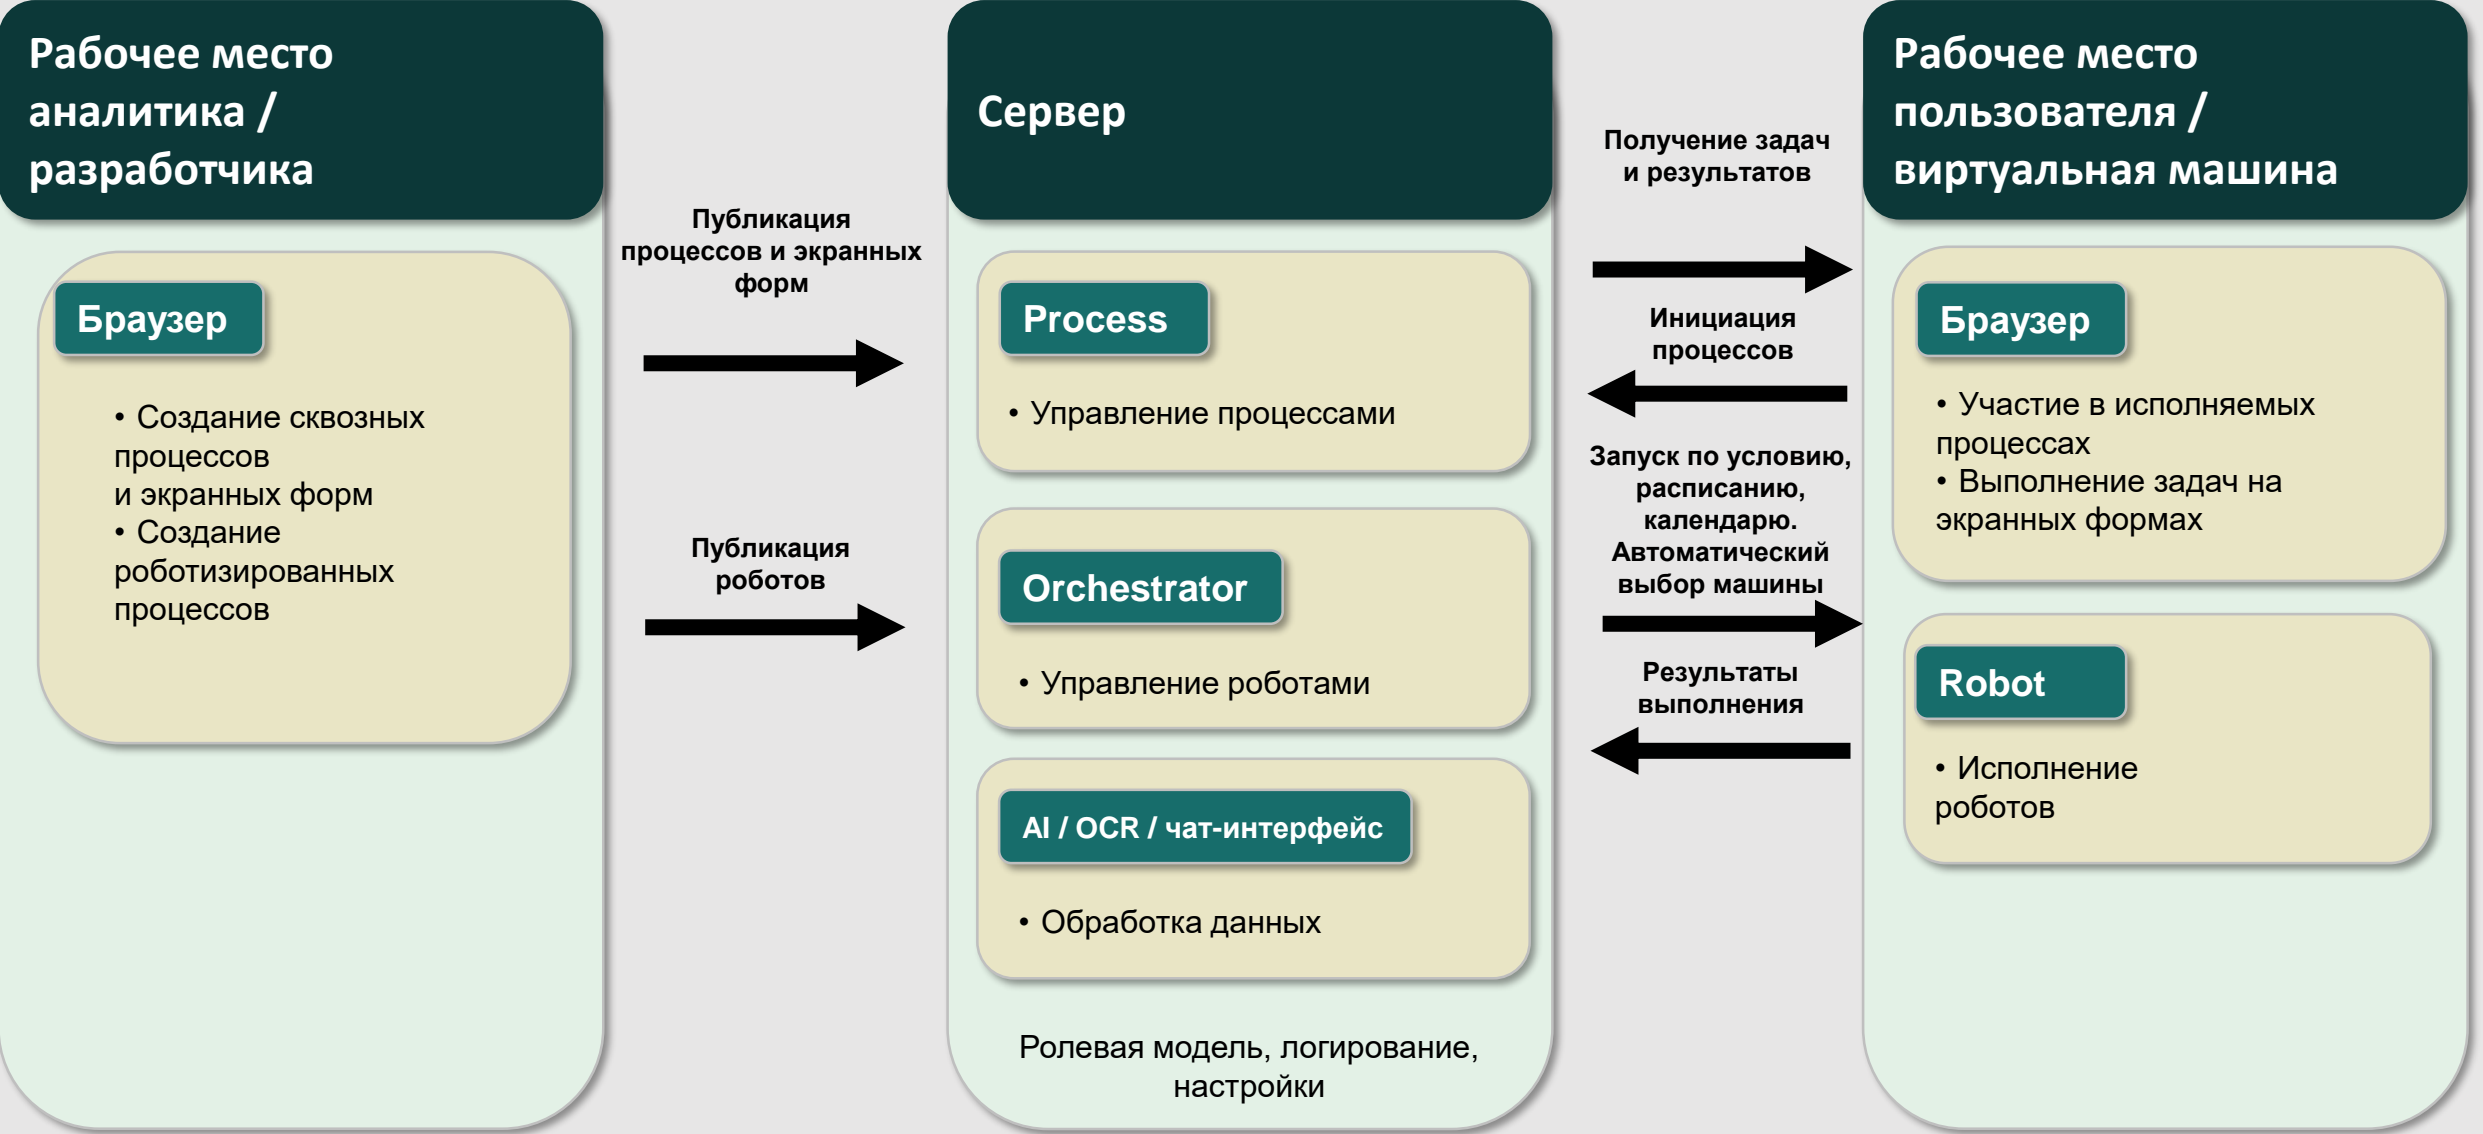 Рабочее место
аналитика /
разработчика
Браузер
• Создание сквозных
процессов
и экранных форм
• Создание
роботизированных
процессов
Публикация
процессов и экранных
форм
Публикация
роботов
Сервер
Process
• Управление процессами
Orchestrator
• Управление роботами
AI / OCR / чат-интерфейс
• Обработка данных
Ролевая модель, логирование,
настройки
Получение задач
и результатов
Инициация
процессов
Запуск по условию,
расписанию,
календарю.
Автоматический
выбор машины
Результаты
выполнения
Рабочее место
пользователя /
виртуальная машина
Браузер
• Участие в исполняемых
процессах
• Выполнение задач на
экранных формах
Robot
• Исполнение
роботов